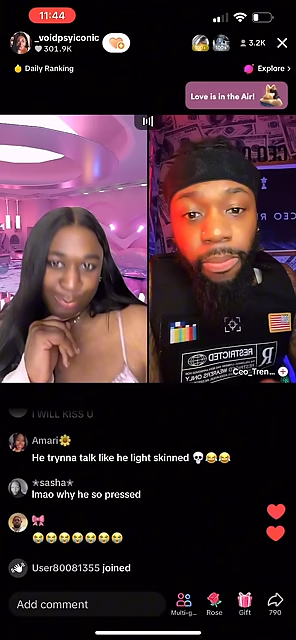 11:44
_voidpsyiconic
301.9K
3.2K
Daily Ranking
Explore >
Love is in the Air!
CEO R
RESTRICTED
R
Ceo_Tren...
I WILL KISS U
Amari🌻
He trynna talk like he light skinned 💀😂😂
*sasha*
lmao why he so pressed
🎀
😭😭😭😭😭😭😭
User80081355 joined
Add comment
Multi-g...
Rose
Gift
790